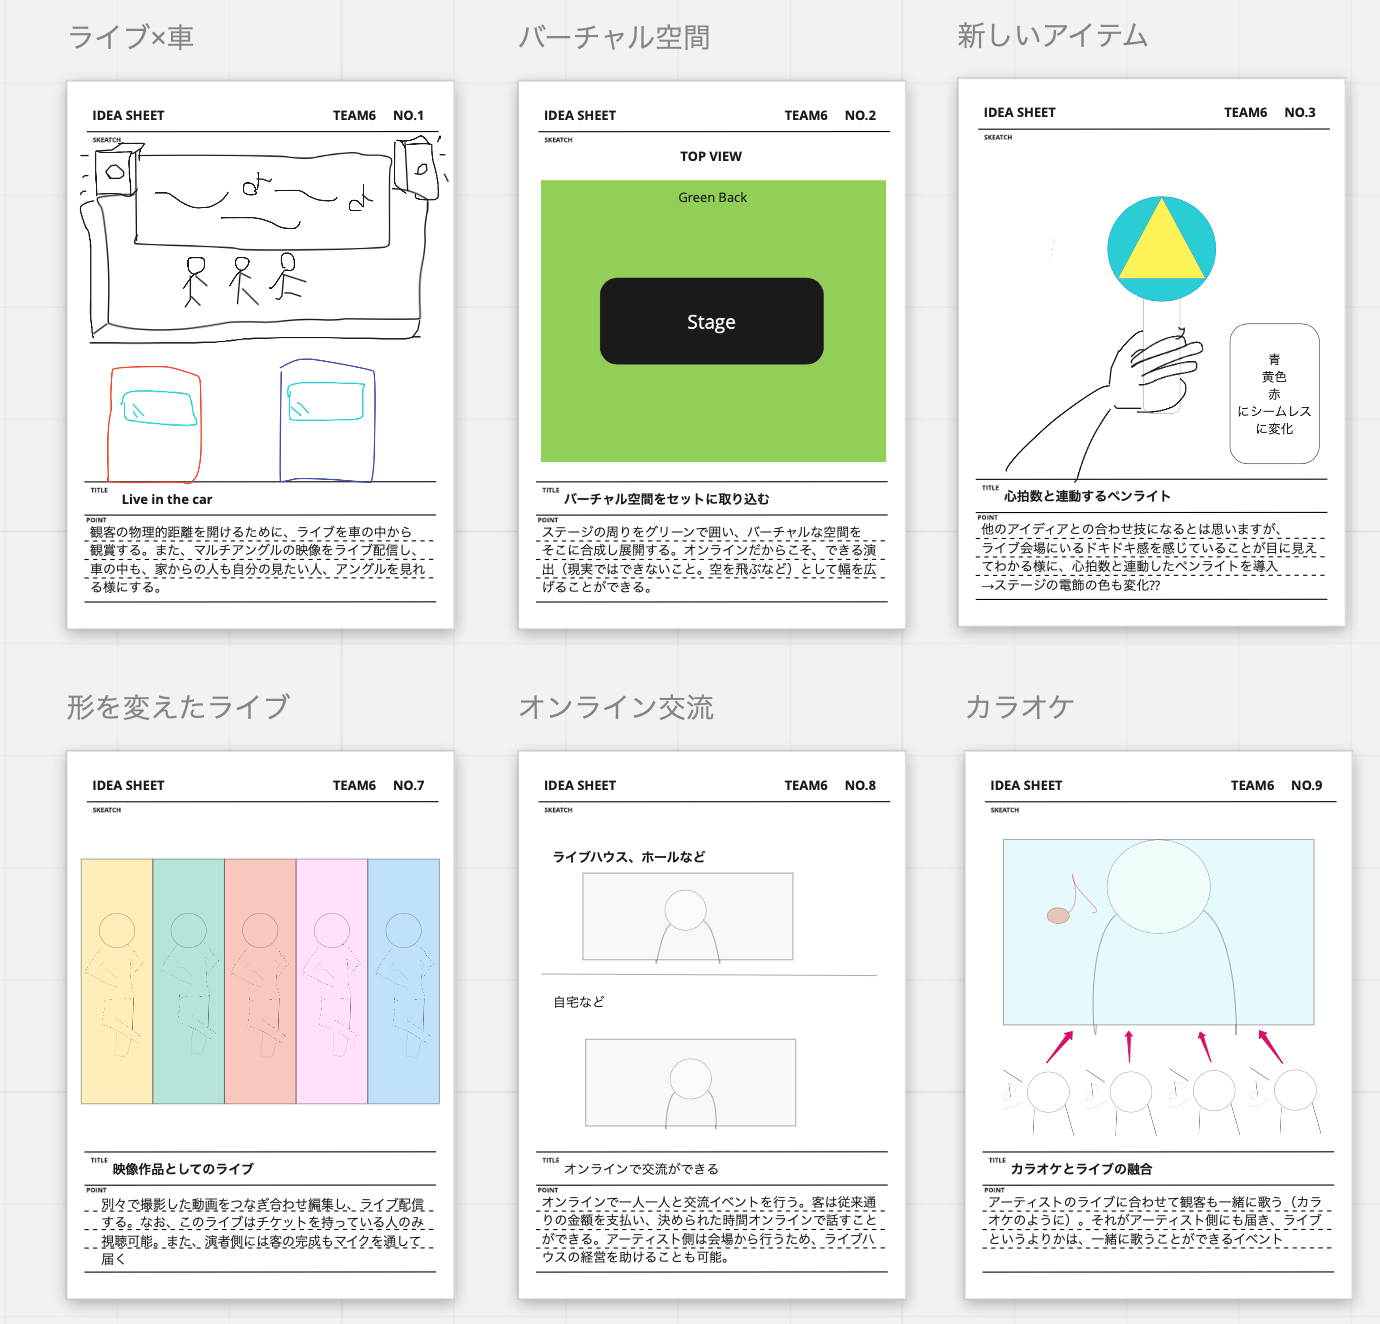 ライブ×車
バーチャル空間
新しいアイテム
IDEA SHEET TEAM6 NO.1
SKEATCH
TITLE Live in the car
POINT
観客の物理的距離を開けるために、ライブを車の中から
観賞する。また、マルチアングルの映像をライブ配信し、
車の中も、家からの人も自分の見たい人、アングルを見れ
る様にする。
IDEA SHEET TEAM6 NO.2
SKEATCH
TOP VIEW
Green Back
Stage
TITLE バーチャル空間をセットに取り込む
POINT
ステージの周りをグリーンで囲い、バーチャルな空間を
そこに合成し展開する。オンラインだからこそ、できる演
出（現実ではできないこと。空を飛ぶなど）として幅を広
げることができる。
IDEA SHEET TEAM6 NO.3
SKEATCH
青
黄色
赤
にシームレス
に変化
TITLE 心拍数と連動するペンライト
POINT
他のアイディアとの合わせ技になるとは思いますが、
ライブ会場にいるドキドキ感を感じていることが目に見え
てわかる様に、心拍数と連動したペンライトを導入
→ステージの電飾の色も変化??
形を変えたライブ
オンライン交流
カラオケ
IDEA SHEET TEAM6 NO.7
SKEATCH
TITLE 映像作品としてのライブ
POINT
別々で撮影した動画をつなぎ合わせ編集し、ライブ配信
する。なお、このライブはチケットを持っている人のみ
視聴可能。また、演者側には客の完成もマイクを通して
届く
IDEA SHEET TEAM6 NO.8
SKEATCH
ライブハウス、ホールなど
自宅など
TITLE オンラインで交流ができる
POINT
オンラインで一人一人と交流イベントを行う。客は従来通
りの金額を支払い、決められた時間オンラインで話すこと
ができる。アーティスト側は会場から行うため、ライブハ
ウスの経営を助けることも可能。
IDEA SHEET TEAM6 NO.9
SKEATCH
TITLE カラオケとライブの融合
POINT
アーティストのライブに合わせて観客も一緒に歌う（カラ
オケのように）。それがアーティスト側にも届き、ライブ
というよりかは、一緒に歌うことができるイベント